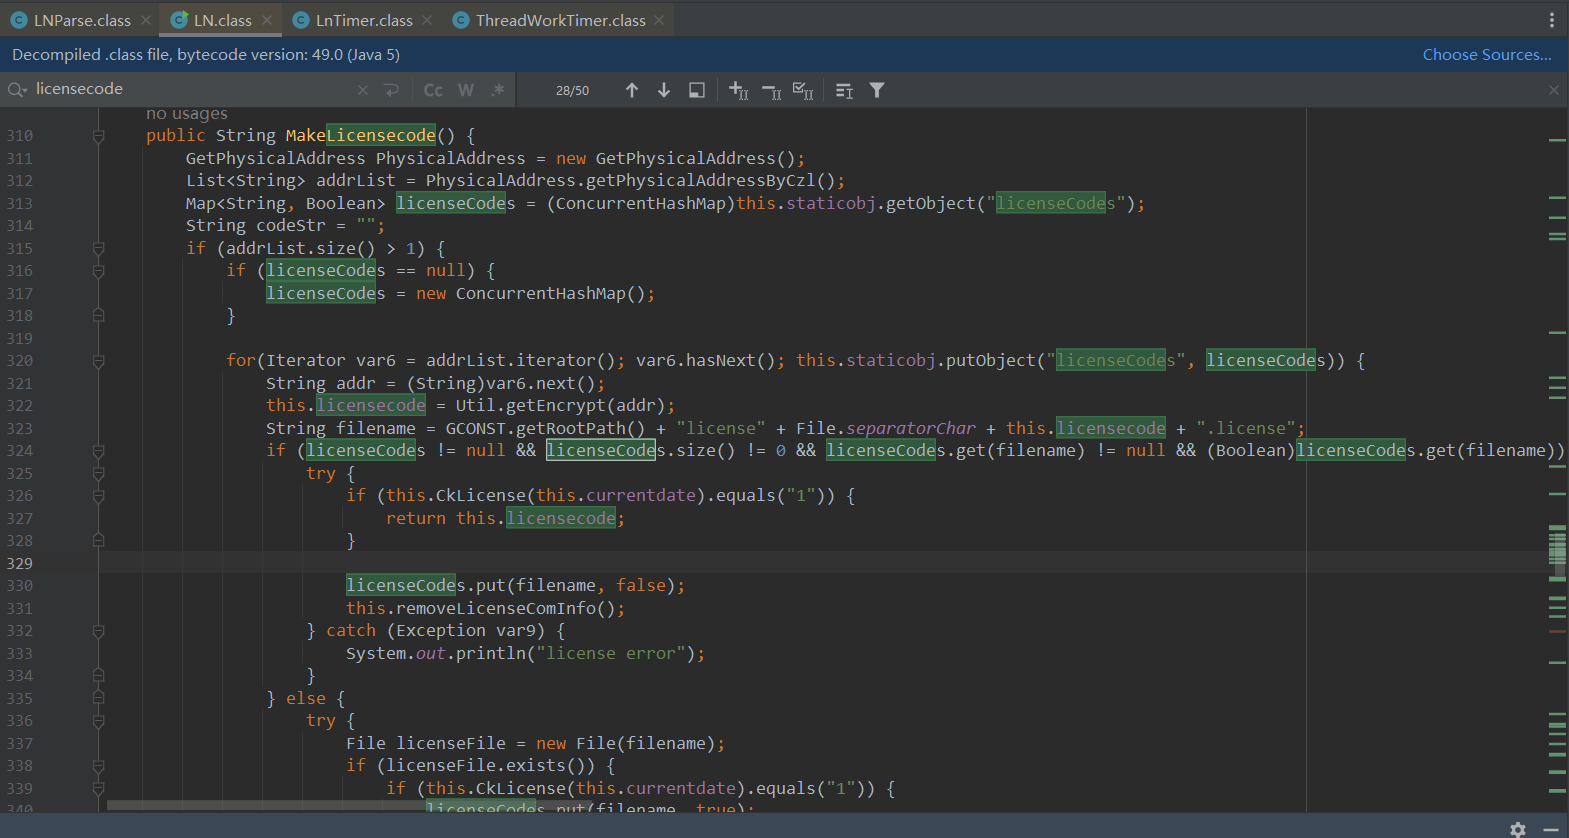 LNParse.class LN.class LnTimer.class ThreadWorkTimer.class
Decompiled .class file, bytecode version: 49.0 (Java 5) Choose Sources...
licensecode Cc W .* 28/50
no usages
310 public String MakeLicensecode() {
311 GetPhysicalAddress PhysicalAddress = new GetPhysicalAddress();
312 List<String> addrList = PhysicalAddress.getPhysicalAddressByCzl();
313 Map<String, Boolean> licenseCodes = (ConcurrentHashMap)this.staticobj.getObject("licenseCodes");
314 String codeStr = "";
315 if (addrList.size() > 1) {
316 if (licenseCodes == null) {
317 licenseCodes = new ConcurrentHashMap();
318 }
319
320 for(Iterator var6 = addrList.iterator(); var6.hasNext(); this.staticobj.putObject("licenseCodes", licenseCodes)) {
321 String addr = (String)var6.next();
322 this.licensecode = Util.getEncrypt(addr);
323 String filename = GCONST.getRootPath() + "license" + File.separatorChar + this.licensecode + ".license";
324 if (licenseCodes != null && licenseCodes.size() != 0 && licenseCodes.get(filename) != null && (Boolean)licenseCodes.get(filename))
325 try {
326 if (this.CkLicense(this.currentdate).equals("1")) {
327 return this.licensecode;
328 }
329
330 licenseCodes.put(filename, false);
331 this.removeLicenseComInfo();
332 } catch (Exception var9) {
333 System.out.println("license error");
334 }
335 } else {
336 try {
337 File licenseFile = new File(filename);
338 if (licenseFile.exists()) {
339 if (this.CkLicense(this.currentdate).equals("1")) {
340 licenseCodes.put(filename, true);